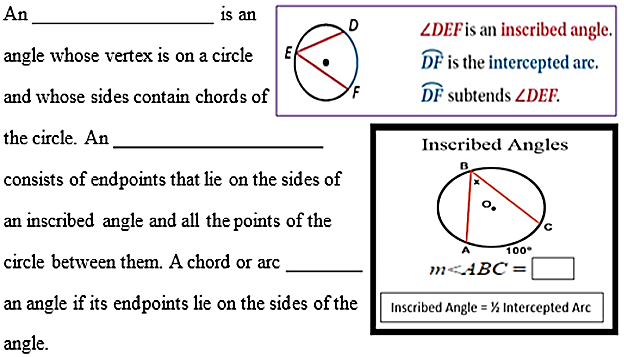 An ____________________ is an
angle whose vertex is on a circle
and whose sides contain chords of
the circle. An ____________________
consists of endpoints that lie on the sides of
an inscribed angle and all the points of the
circle between them. A chord or arc ________
an angle if its endpoints lie on the sides of the
angle.
D
E
F
∠DEF is an inscribed angle.
D͡F is the intercepted arc.
D͡F subtends ∠DEF.
Inscribed Angles
B
x
O
C
A
100°
m<ABC =
Inscribed Angle = ½ Intercepted Arc